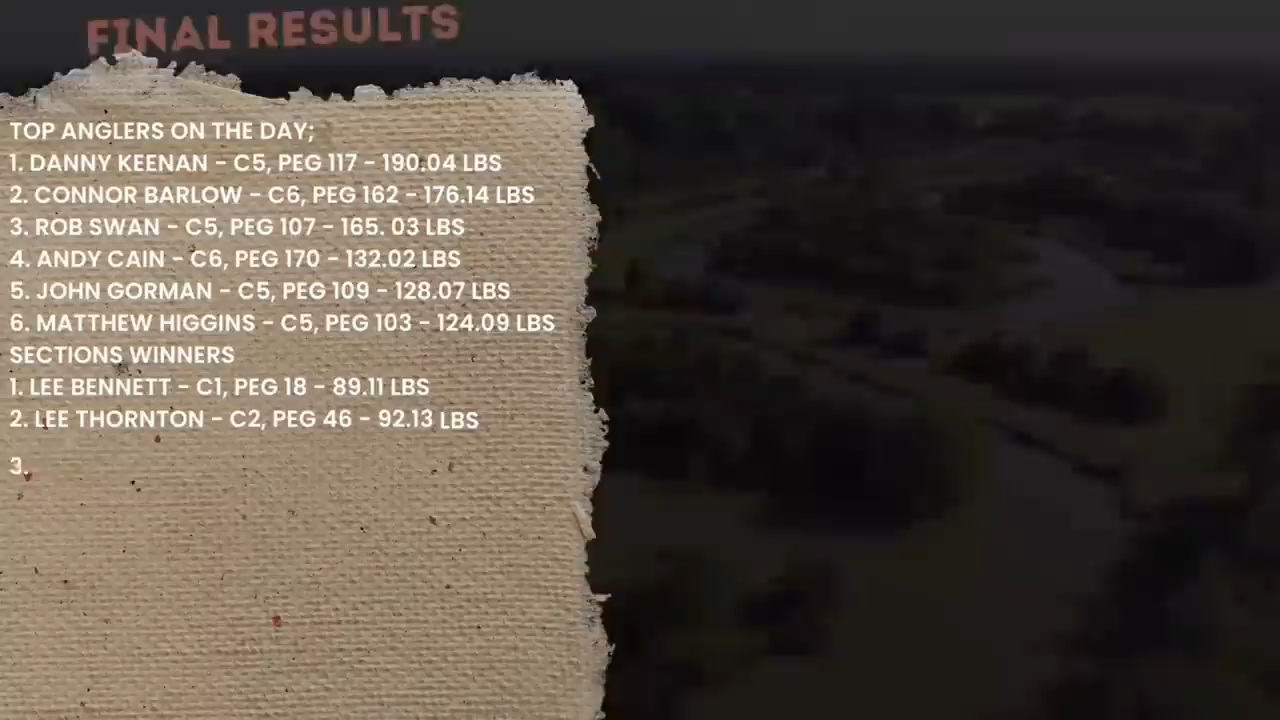 FINAL RESULTS
TOP ANGLERS ON THE DAY;
1. DANNY KEENAN - C5, PEG 117 - 190.04 LBS
2. CONNOR BARLOW - C6, PEG 162 - 176.14 LBS
3. ROB SWAN - C5, PEG 107 - 165. 03 LBS
4. ANDY CAIN - C6, PEG 170 - 132.02 LBS
5. JOHN GORMAN - C5, PEG 109 - 128.07 LBS
6. MATTHEW HIGGINS - C5, PEG 103 - 124.09 LBS
SECTIONS WINNERS
1. LEE BENNETT - C1, PEG 18 - 89.11 LBS
2. LEE THORNTON - C2, PEG 46 - 92.13 LBS
3.